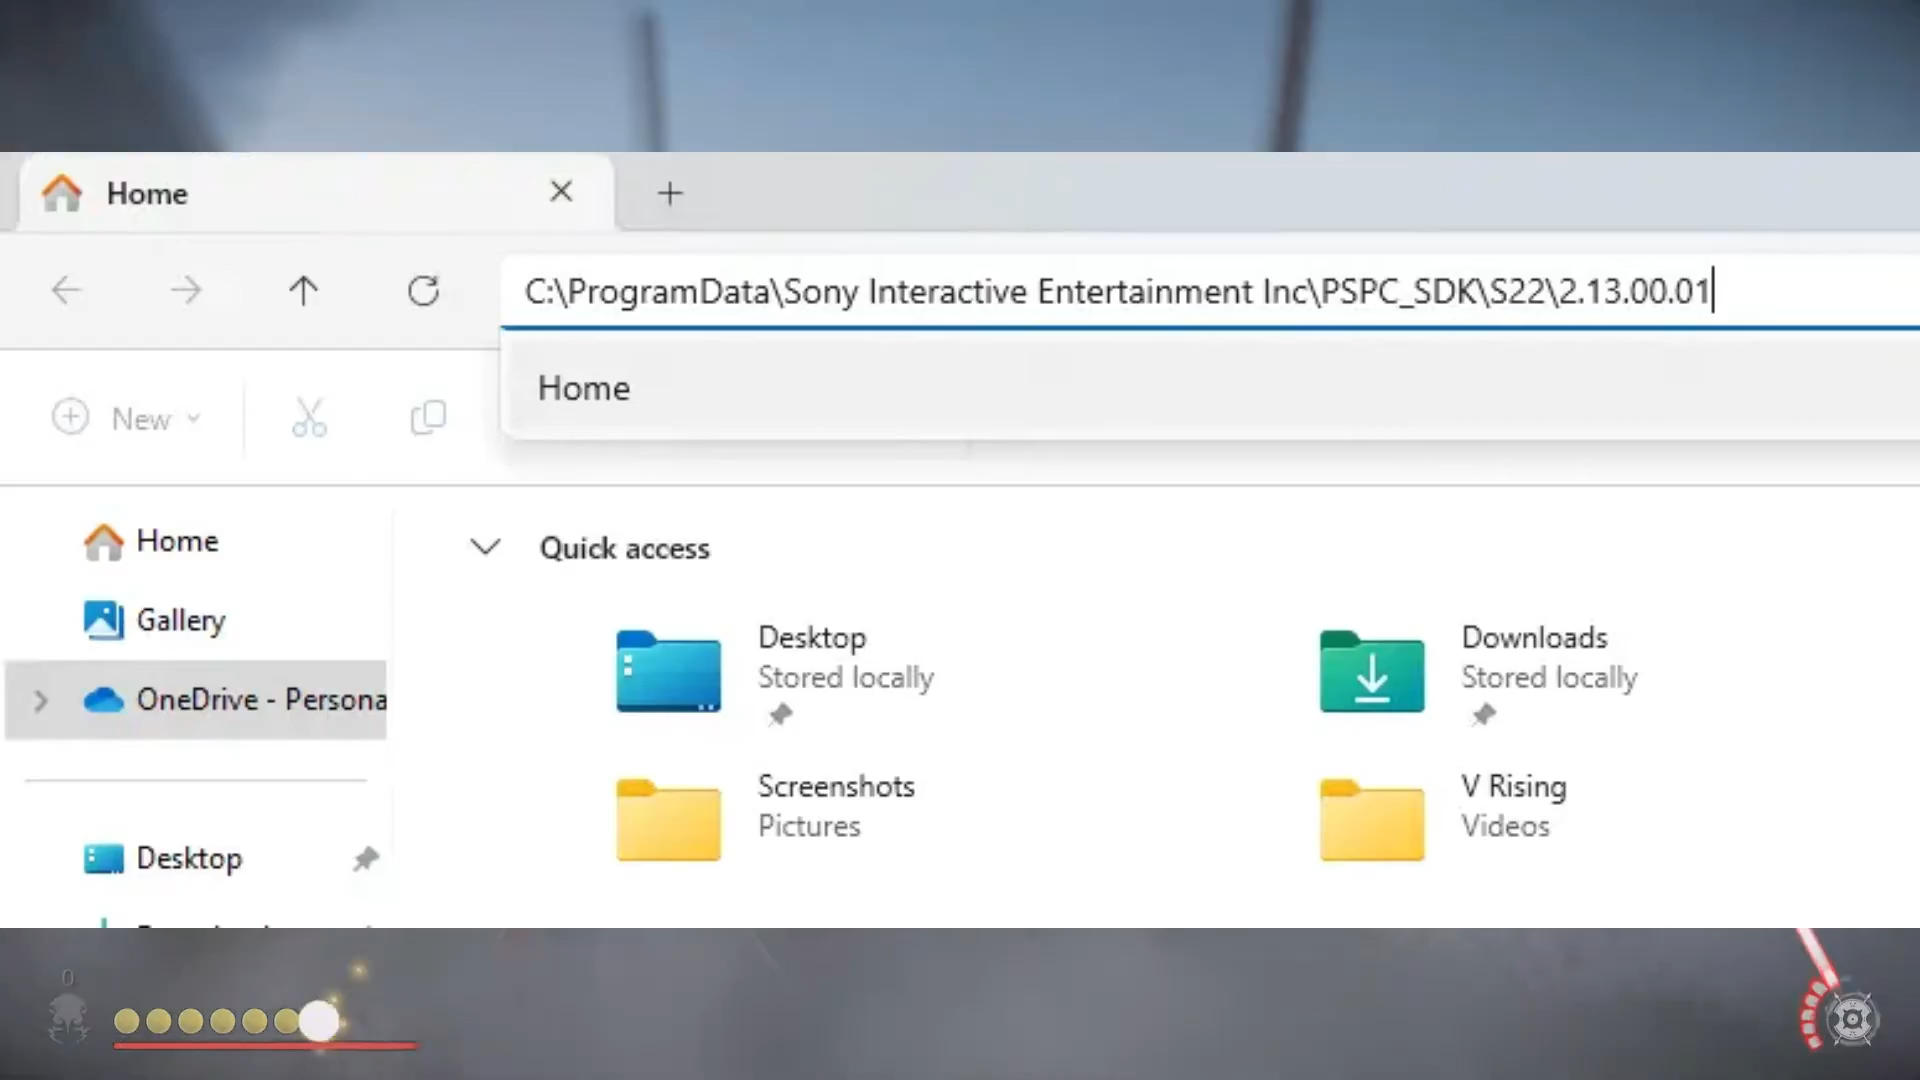 Home
C:\ProgramData\Sony Interactive Entertainment Inc\PSPC_SDK\S22\2.13.00.01
Home
New
Home
Gallery
OneDrive - Persona
Desktop
Quick access
Desktop
Stored locally
Downloads
Stored locally
Screenshots
Pictures
V Rising
Videos
0